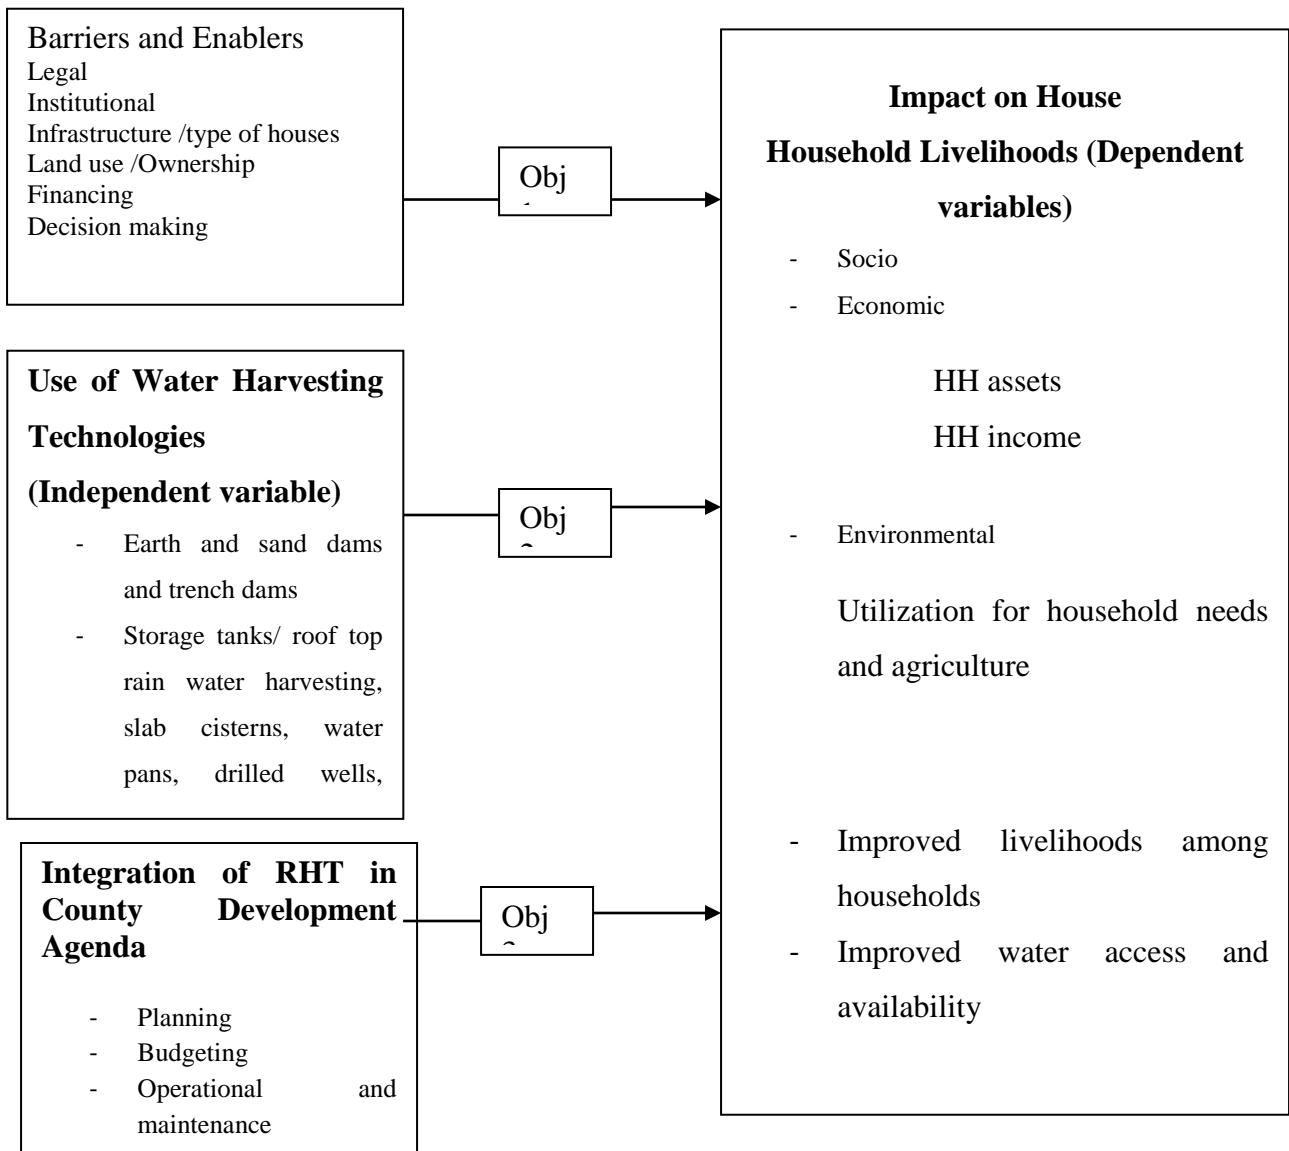 Barriers and Enablers
Legal
Institutional
Infrastructure /type of houses
Land use /Ownership
Financing
Decision making
Obj
Use of Water Harvesting
Technologies
(Independent variable)
- Earth and sand dams
and trench dams
- Storage tanks/ roof top
rain water harvesting,
slab cisterns, water
pans, drilled wells,
Obj
Integration of RHT in
County Development
Agenda
- Planning
- Budgeting
- Operational and
maintenance
Obj
Impact on House
Household Livelihoods (Dependent
variables)
- Socio
- Economic
HH assets
HH income
- Environmental
Utilization for household needs
and agriculture
- Improved livelihoods among
households
- Improved water access and
availability